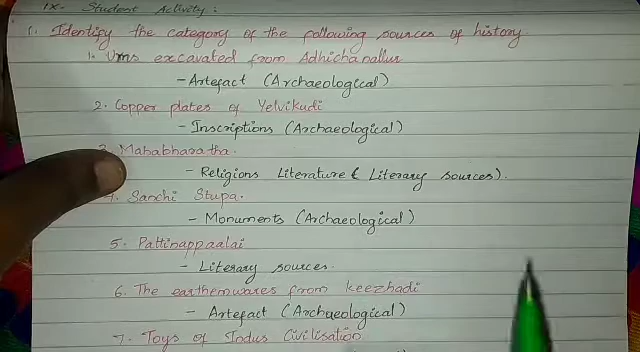 IX. Student Activity:
1. Identify the category of the following sources of history
1. Urns excavated from Adhichanallur
- Artefact (Archaeological)
2. Copper plates of Velvikudi
- Inscriptions (Archaeological)
3. Mahabharatha.
- Religions Literature (Literary sources).
4. Sanchi Stupa.
- Monuments (Archaeological)
5. Pattinappaalai
- Literary sources.
6. The earthernwares from keezhadi
- Artefact (Archaeological)
7. Toys of Indus Civilisation